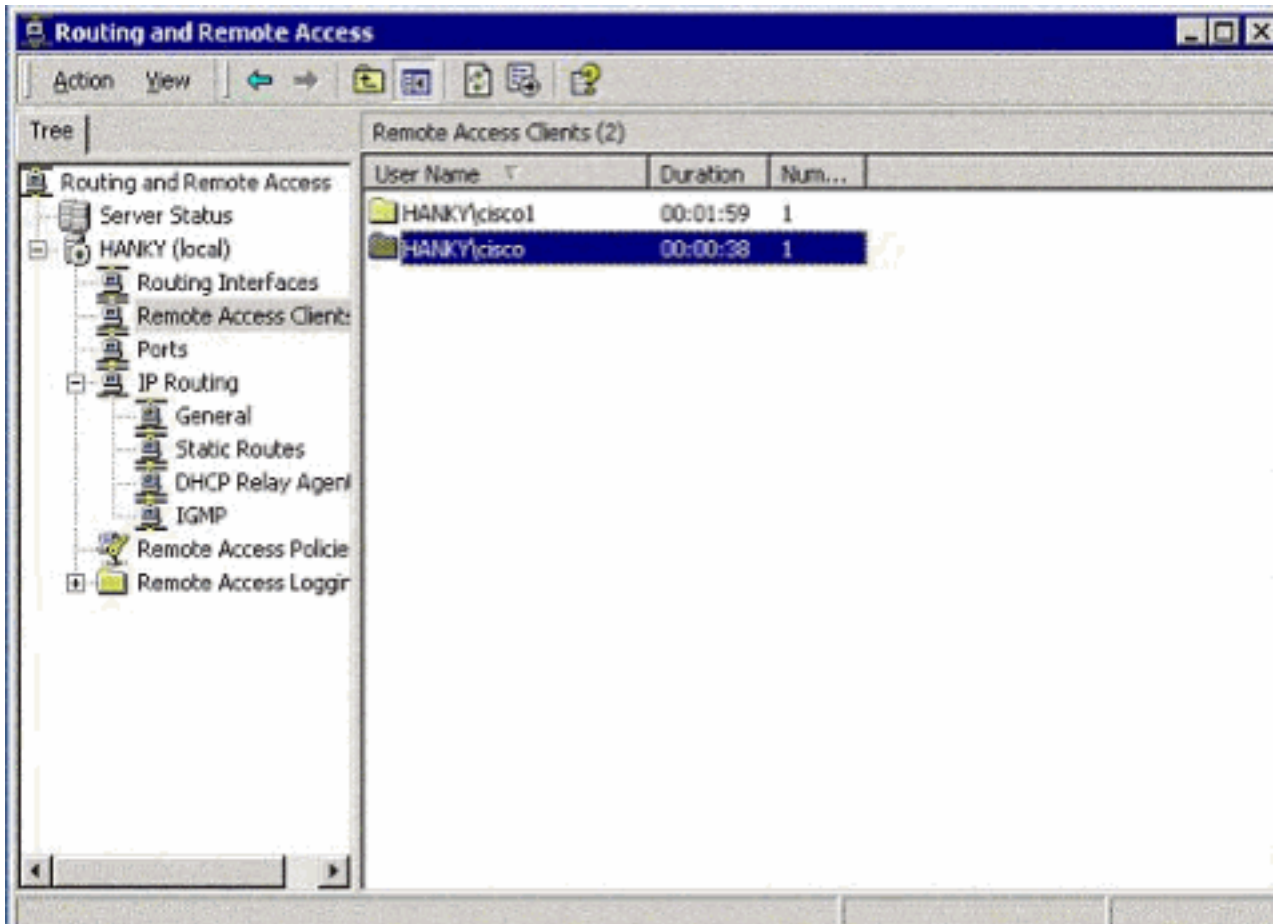 Routing and Remote Access
Action View
Tree
Remote Access Clients (2)
User Name Duration Num...
HANKY\cisco1 00:01:59 1
HANKY\cisco 00:00:38 1
Routing and Remote Access
Server Status
HANKY (local)
Routing Interfaces
Remote Access Client:
Ports
IP Routing
General
Static Routes
DHCP Relay Agent
IGMP
Remote Access Policie
Remote Access Loggir